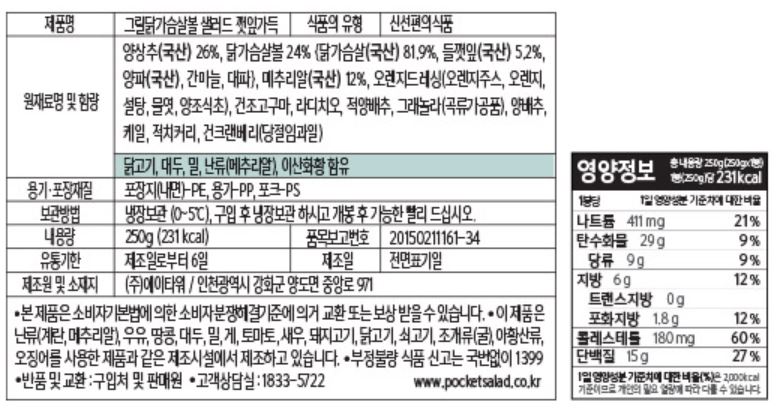 제품명 그릴닭가슴살볼 샐러드 깻잎가득 식품의 유형 신선편의식품
원재료명 및 함량
양상추(국산) 26%, 닭가슴살볼 24% {닭가슴살(국산) 81.9%, 들깻잎(국산) 5.2%,
양파(국산), 간마늘, 대파}, 메추리알(국산) 12%, 오렌지드레싱(오렌지주스, 오렌지,
설탕, 물엿, 양조식초), 건조고구마, 라디치오, 적양배추, 그래놀라(곡류가공품), 양배추,
케일, 적치커리, 건크랜베리(당절임과일)
닭고기, 대두, 밀, 난류(메추리알), 이산화황 함유
용기·포장재질 포장지(내면)-PE, 용기-PP, 포크-PS
보관방법 냉장보관 (0~5℃), 구입 후 냉장보관 하시고 개봉 후 가능한 빨리 드십시오.
내용량 250g (231 kcal) 품목보고번호 20150211161-34
유통기한 제조일로부터 6일 제조일 전면표기일
제조원 및 소재지 (주)에이타워 / 인천광역시 강화군 양도면 중앙로 971
•본 제품은 소비자기본법에 의한 소비자분쟁해결기준에 의거 교환 또는 보상 받을 수 있습니다. •이 제품은
난류(계란, 메추리알), 우유, 땅콩, 대두, 밀, 게, 토마토, 새우, 돼지고기, 닭고기, 쇠고기, 조개류(굴), 아황산류,
오징어를 사용한 제품과 같은 제조시설에서 제조하고 있습니다. •부정불량 식품 신고는 국번없이 1399
•반품 및 교환 : 구입처 및 판매원 •고객상담실 : 1833-5722 www.pocketsalad.co.kr
영양정보 총 내용량 250g(250g×1봉)
1봉(250g)당 231kcal
1봉당 1일 영양성분 기준치에 대한 비율
나트륨 411 mg 21%
탄수화물 29 g 9%
당류 9 g 9%
지방 6 g 12%
트랜스지방 0 g
포화지방 1.8 g 12%
콜레스테롤 180 mg 60%
단백질 15 g 27%
1일 영양성분 기준치에 대한 비율(%)은 2,000kcal
기준이므로 개인의 필요 열량에 따라 다를 수 있습니다.